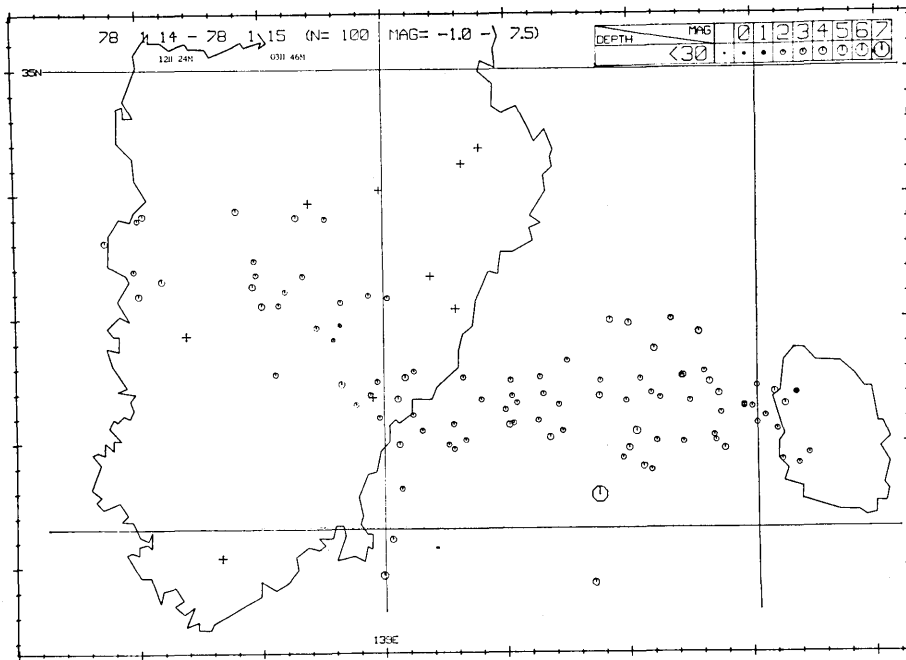 78 1.14 - 78 1.15 (N= 100 MAG= -1.0 - 7.5)
12H 24M 03H 46M
DEPTH MAG 0 1 2 3 4 5 6 7
<30
35N
139E